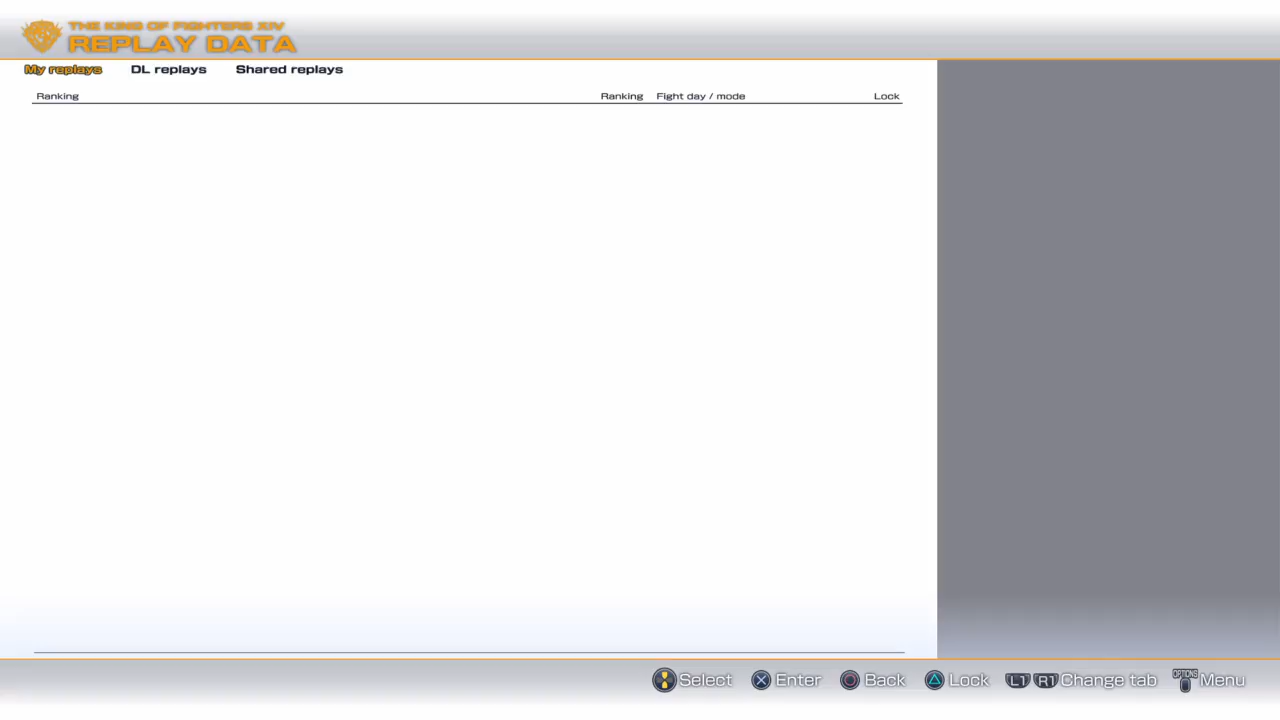 THE KING OF FIGHTERS XIV
REPLAY DATA
My replays DL replays Shared replays
Ranking Ranking Fight day / mode Lock
Select Enter Back Lock L1 R1 Change tab OPTIONS Menu